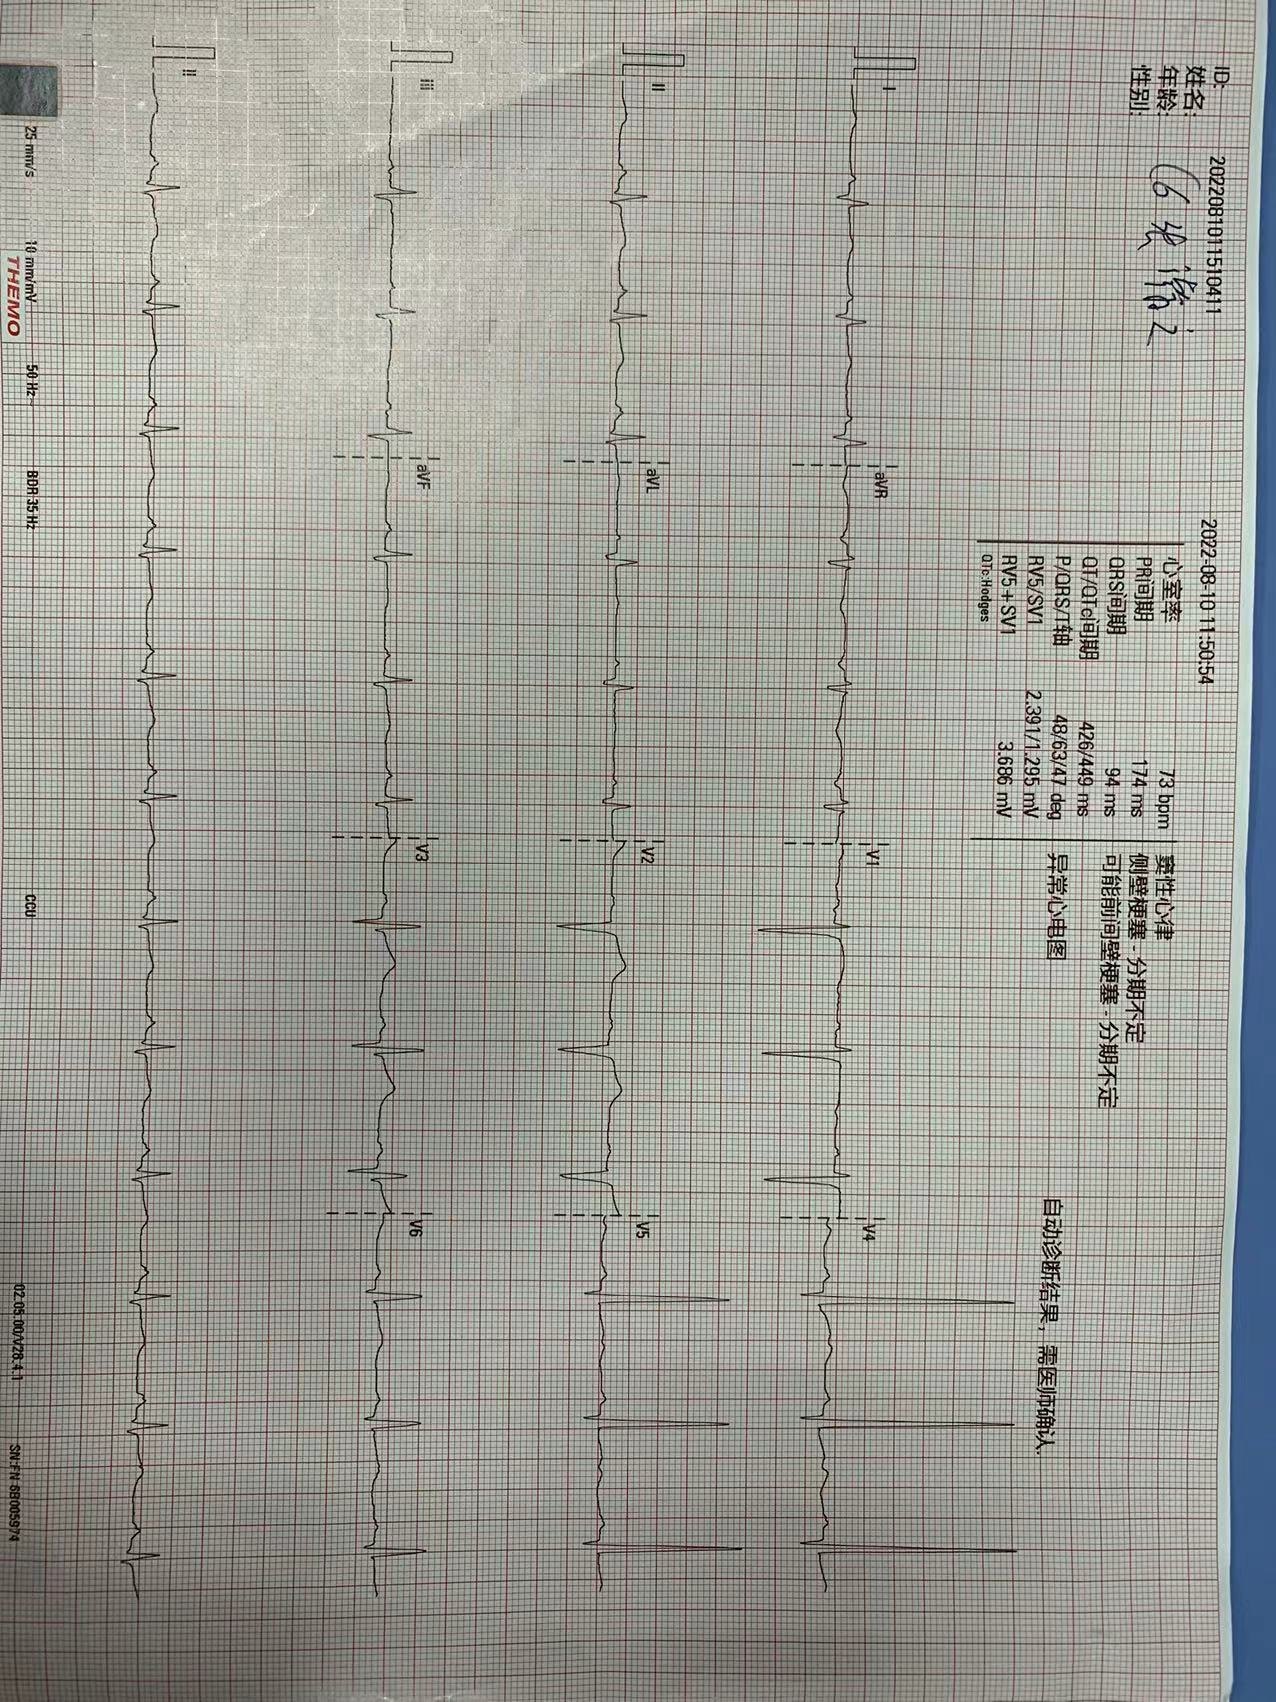 ID: 2022081011510411 2022-08-10 11:50:54
姓名:
年龄:
性别:
心室率 73 bpm
PR间期 174 ms
QRS间期 94 ms
QT/QTc间期 426/449 ms
P/QRS/T轴 48/63/47 deg
RV5/SV1 2.391/1.295 mV
RV5+SV1 3.686 mV
QTc:Hodges
窦性心律
侧壁梗塞 - 分期不定
可能前间壁梗塞 - 分期不定
异常心电图
自动诊断结果, 需医师确认.
I aVR V1 V4
II aVL V2 V5
III aVF V3 V6
II
25 mm/s 10 mm/mV 50 Hz~ BDR 35 Hz CCU 02.05.00/V28.4.1 SN:FN-6B005974
THEMO